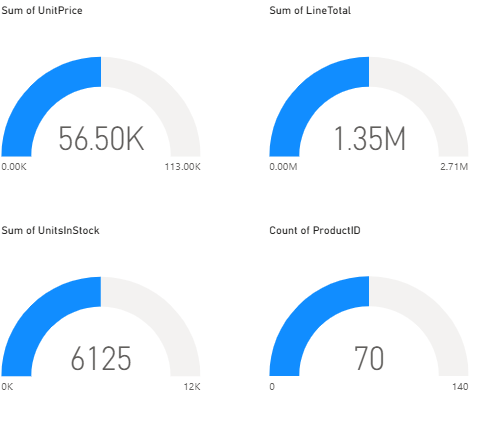 Sum of UnitPrice
56.50K
0.00K
113.00K
Sum of LineTotal
1.35M
0.00M
2.71M
Sum of UnitsInStock
6125
0K
12K
Count of ProductID
70
0
140